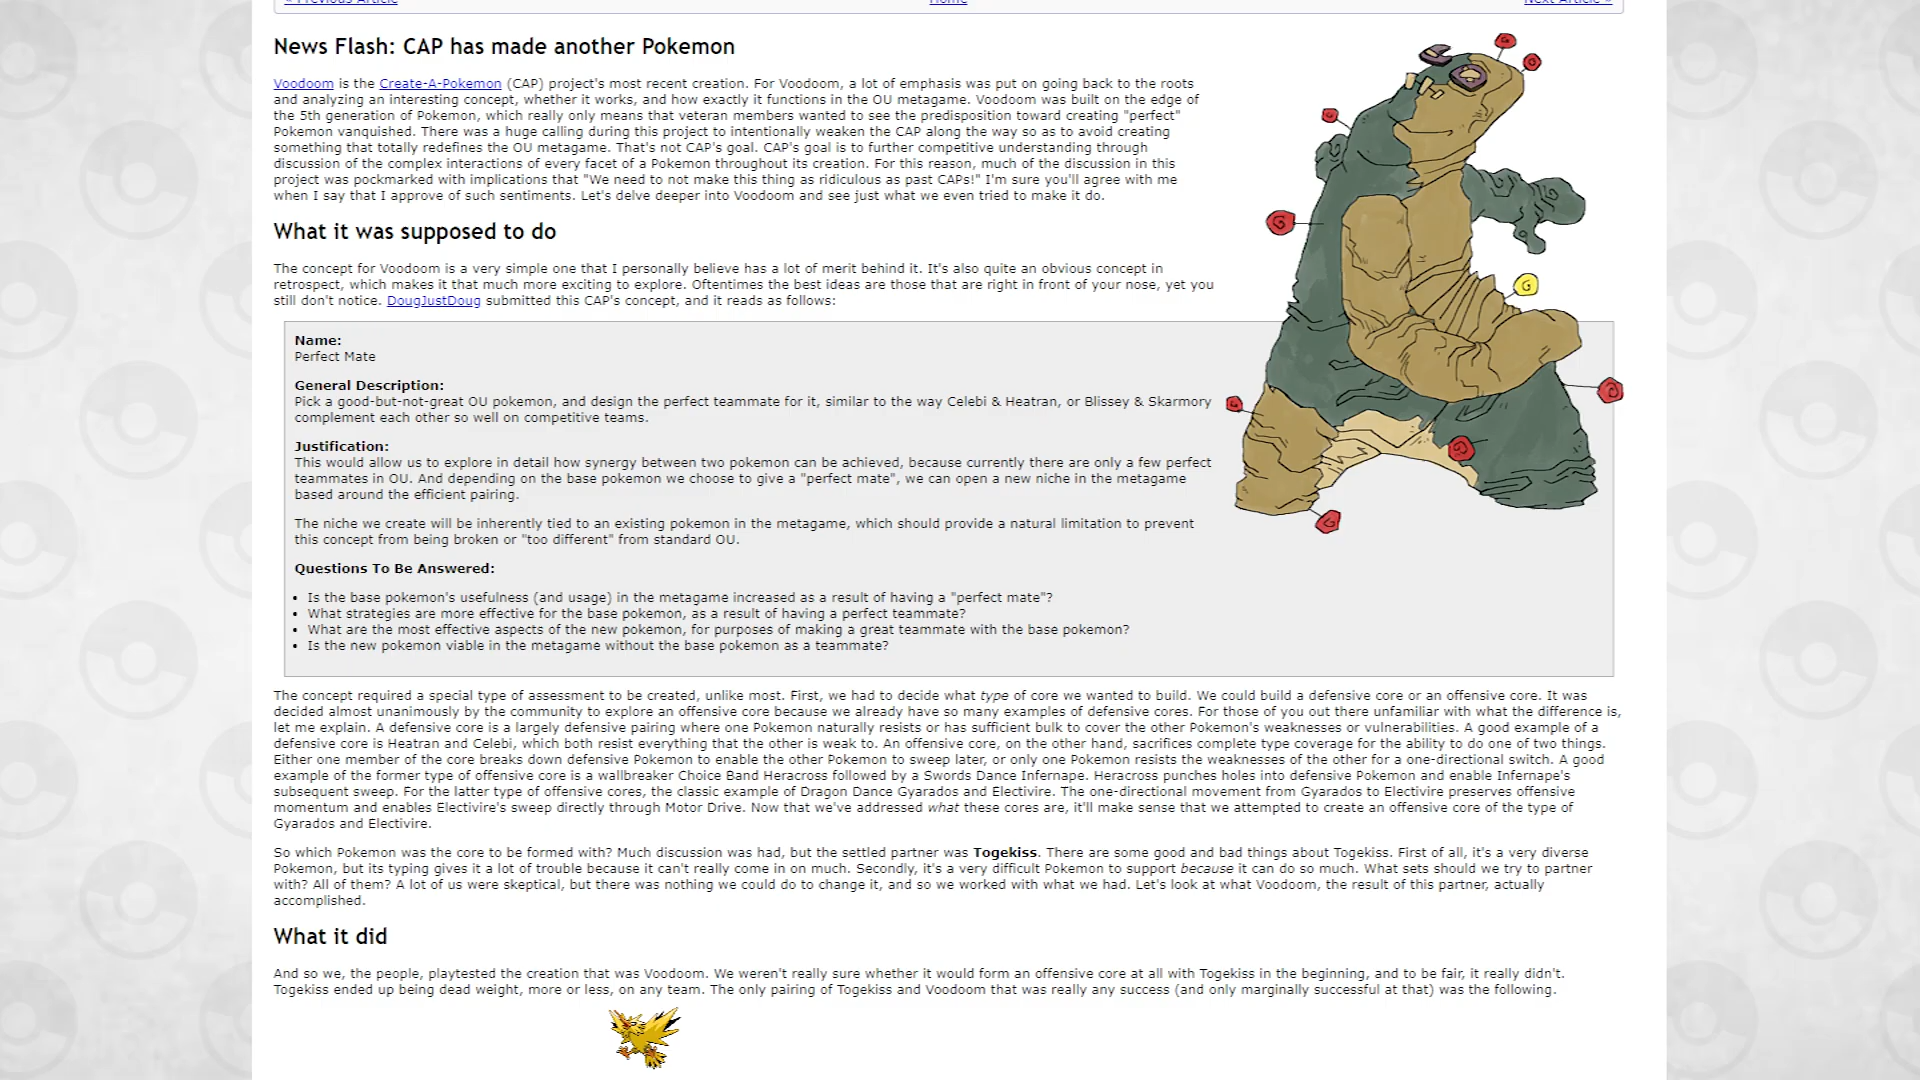 « Previous Article Home Next Article »
News Flash: CAP has made another Pokemon
Voodoom is the Create-A-Pokemon (CAP) project's most recent creation. For Voodoom, a lot of emphasis was put on going back to the roots
and analyzing an interesting concept, whether it works, and how exactly it functions in the OU metagame. Voodoom was built on the edge of
the 5th generation of Pokemon, which really only means that veteran members wanted to see the predisposition toward creating "perfect"
Pokemon vanquished. There was a huge calling during this project to intentionally weaken the CAP along the way so as to avoid creating
something that totally redefines the OU metagame. That's not CAP's goal. CAP's goal is to further competitive understanding through
discussion of the complex interactions of every facet of a Pokemon throughout its creation. For this reason, much of the discussion in this
project was pockmarked with implications that "We need to not make this thing as ridiculous as past CAPs!" I'm sure you'll agree with me
when I say that I approve of such sentiments. Let's delve deeper into Voodoom and see just what we even tried to make it do.
What it was supposed to do
The concept for Voodoom is a very simple one that I personally believe has a lot of merit behind it. It's also quite an obvious concept in
retrospect, which makes it that much more exciting to explore. Oftentimes the best ideas are those that are right in front of your nose, yet you
still don't notice. DougJustDoug submitted this CAP's concept, and it reads as follows:
Name:
Perfect Mate
General Description:
Pick a good-but-not-great OU pokemon, and design the perfect teammate for it, similar to the way Celebi & Heatran, or Blissey & Skarmory
complement each other so well on competitive teams.
Justification:
This would allow us to explore in detail how synergy between two pokemon can be achieved, because currently there are only a few perfect
teammates in OU. And depending on the base pokemon we choose to give a "perfect mate", we can open a new niche in the metagame
based around the efficient pairing.
The niche we create will be inherently tied to an existing pokemon in the metagame, which should provide a natural limitation to prevent
this concept from being broken or "too different" from standard OU.
Questions To Be Answered:
• Is the base pokemon's usefulness (and usage) in the metagame increased as a result of having a "perfect mate"?
• What strategies are more effective for the base pokemon, as a result of having a perfect teammate?
• What are the most effective aspects of the new pokemon, for purposes of making a great teammate with the base pokemon?
• Is the new pokemon viable in the metagame without the base pokemon as a teammate?
The concept required a special type of assessment to be created, unlike most. First, we had to decide what type of core we wanted to build. We could build a defensive core or an offensive core. It was
decided almost unanimously by the community to explore an offensive core because we already have so many examples of defensive cores. For those of you out there unfamiliar with what the difference is,
let me explain. A defensive core is a largely defensive pairing where one Pokemon naturally resists or has sufficient bulk to cover the other Pokemon's weaknesses or vulnerabilities. A good example of a
defensive core is Heatran and Celebi, which both resist everything that the other is weak to. An offensive core, on the other hand, sacrifices complete type coverage for the ability to do one of two things.
Either one member of the core breaks down defensive Pokemon to enable the other Pokemon to sweep later, or only one Pokemon resists the weaknesses of the other for a one-directional switch. A good
example of the former type of offensive core is a wallbreaker Choice Band Heracross followed by a Swords Dance Infernape. Heracross punches holes into defensive Pokemon and enable Infernape's
subsequent sweep. For the latter type of offensive cores, the classic example of Dragon Dance Gyarados and Electivire. The one-directional movement from Gyarados to Electivire preserves offensive
momentum and enables Electivire's sweep directly through Motor Drive. Now that we've addressed what these cores are, it'll make sense that we attempted to create an offensive core of the type of
Gyarados and Electivire.
So which Pokemon was the core to be formed with? Much discussion was had, but the settled partner was Togekiss. There are some good and bad things about Togekiss. First of all, it's a very diverse
Pokemon, but its typing gives it a lot of trouble because it can't really come in on much. Secondly, it's a very difficult Pokemon to support because it can do so much. What sets should we try to partner
with? All of them? A lot of us were skeptical, but there was nothing we could do to change it, and so we worked with what we had. Let's look at what Voodoom, the result of this partner, actually
accomplished.
What it did
And so we, the people, playtested the creation that was Voodoom. We weren't really sure whether it would form an offensive core at all with Togekiss in the beginning, and to be fair, it really didn't.
Togekiss ended up being dead weight, more or less, on any team. The only pairing of Togekiss and Voodoom that was really any success (and only marginally successful at that) was the following.